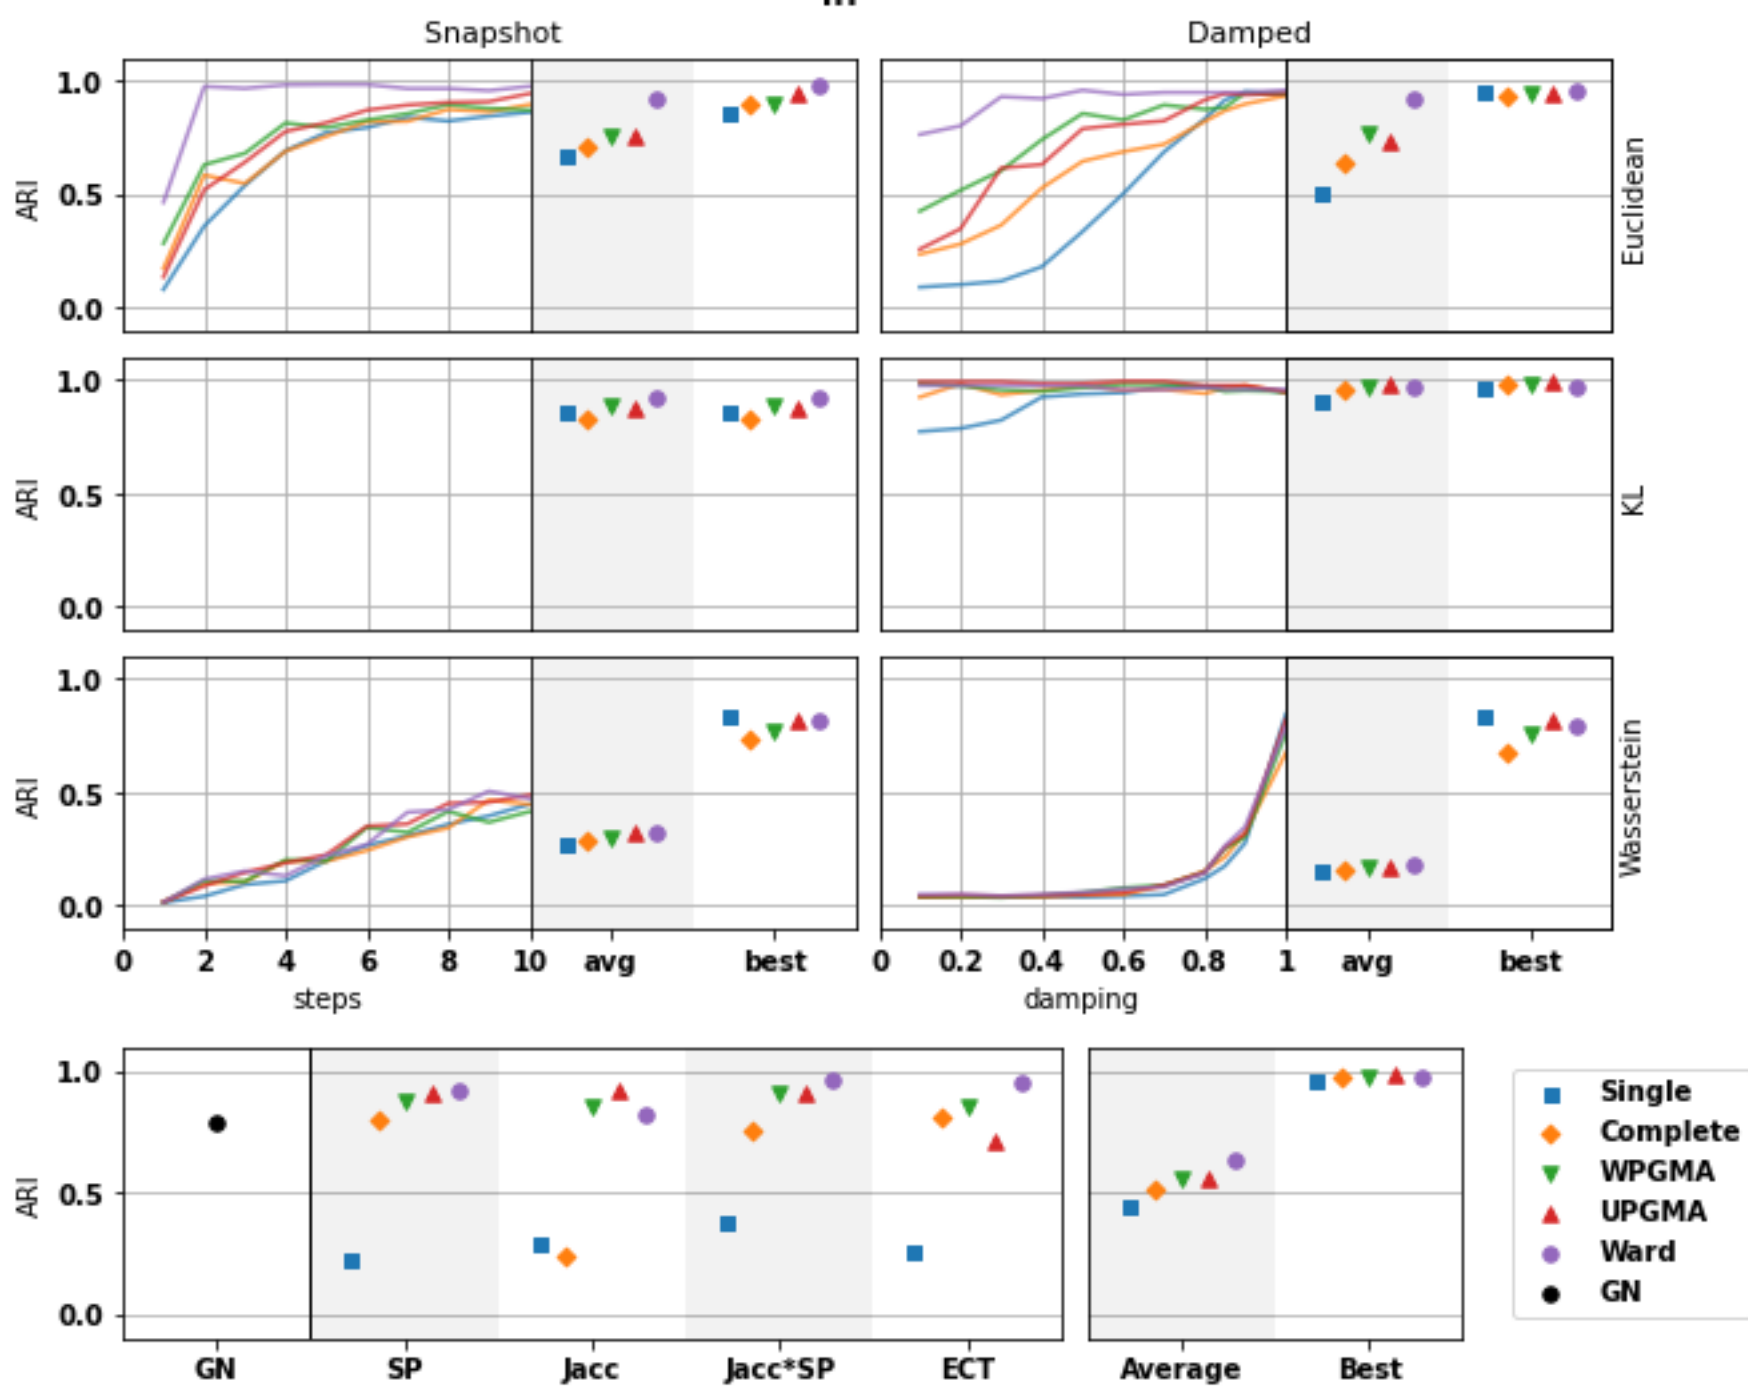 Snapshot Damped
1.0
0.5
0.0
ARI
Euclidean
1.0
0.5
0.0
ARI
KL
1.0
0.5
0.0
ARI
Wasserstein
0 2 4 6 8 10 avg best 0 0.2 0.4 0.6 0.8 1 avg best
steps damping
1.0
0.5
0.0
ARI
GN SP Jacc Jacc*SP ECT Average Best
Single
Complete
WPGMA
UPGMA
Ward
GN